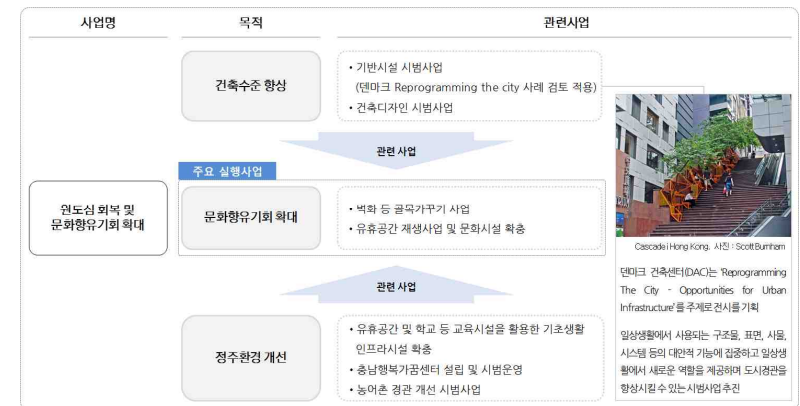 사업명
목적
관련사업
건축수준 향상
• 기반시설 시범사업
(덴마크 Reprogramming the city 사례 검토 적용)
• 건축디자인 시범사업
관련 사업
주요 실행사업
원도심 회복 및
문화향유기회 확대
문화향유기회 확대
• 벽화 등 골목가꾸기 사업
• 유휴공간 재생사업 및 문화시설 확충
관련 사업
정주환경 개선
• 유휴공간 및 학교 등 교육시설을 활용한 기초생활
인프라시설 확충
• 충남행복가꿈센터 설립 및 시범운영
• 농어촌 경관 개선 시범사업
Cascade i Hong Kong. 사진 : Scott Burnham
덴마크 건축센터(DAC)는 'Reprogramming
The City - Opportunities for Urban
Infrastructure'를 주제로 전시를 기획
일상생활에서 사용되는 구조물, 표면, 사물,
시스템 등의 대안적 기능에 집중하고 일상생
활에서 새로운 역할을 제공하며 도시경관을
향상시킬 수 있는 시범사업 추진